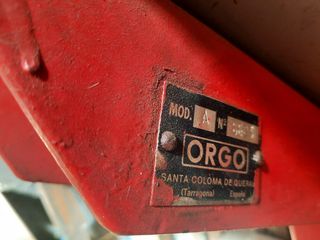 MOD. A Nº
ORGO
SANTA COLOMA DE QUERALT
(Tarragona) España